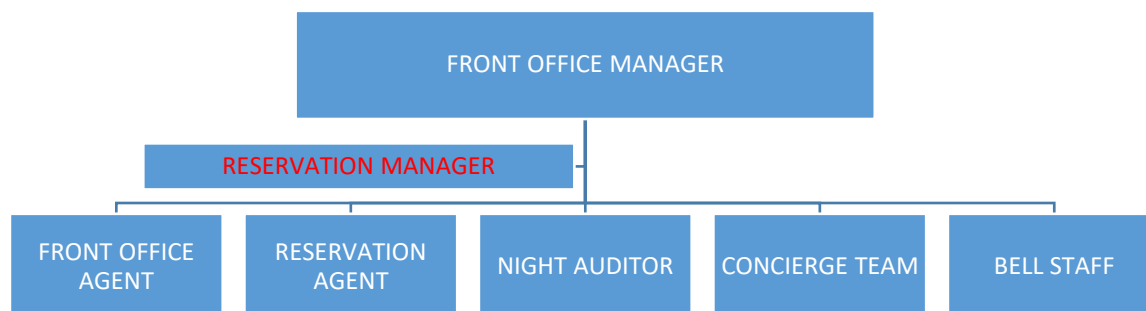 FRONT OFFICE MANAGER
RESERVATION MANAGER
FRONT OFFICE
AGENT
RESERVATION
AGENT
NIGHT AUDITOR
CONCIERGE TEAM
BELL STAFF